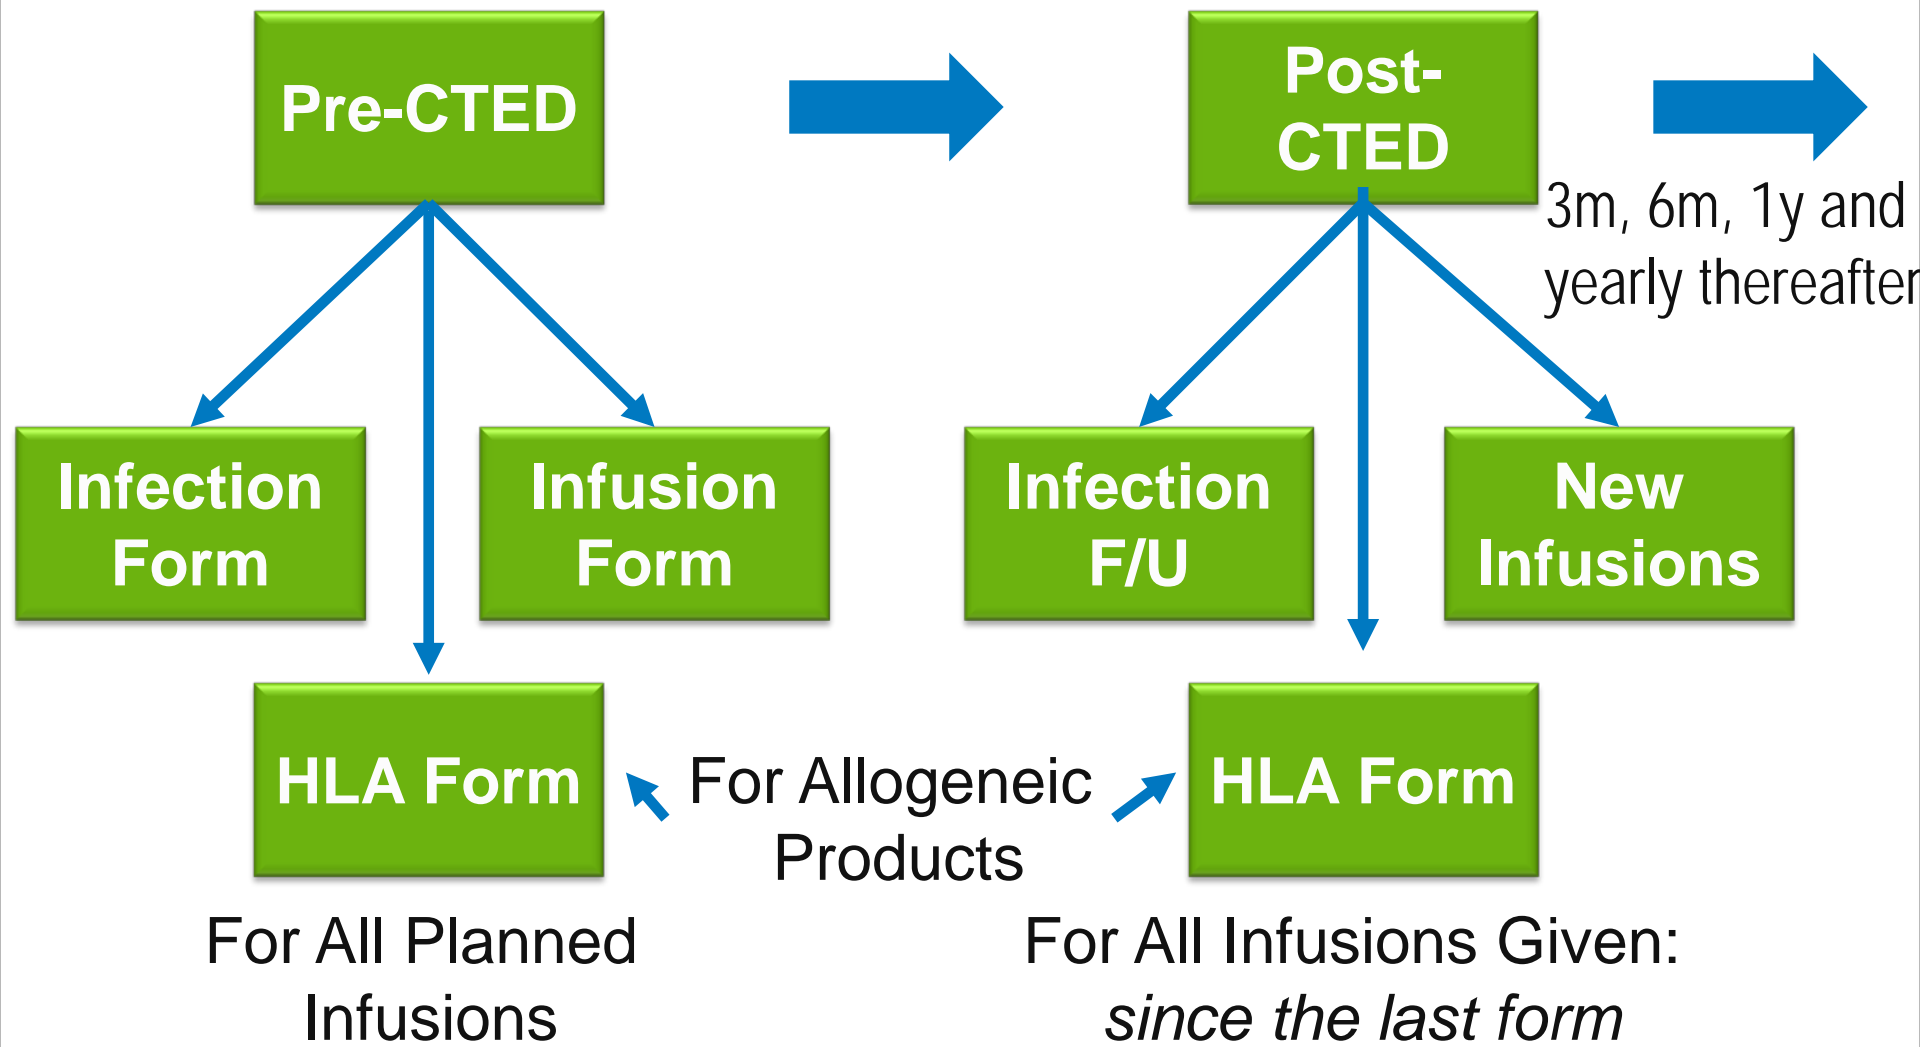 Pre-CTED
Post-
CTED
3m, 6m, 1y and
yearly thereafter
Infection
Form
Infusion
Form
Infection
F/U
New
Infusions
HLA Form
For Allogeneic
Products
HLA Form
For All Planned
Infusions
For All Infusions Given:
since the last form